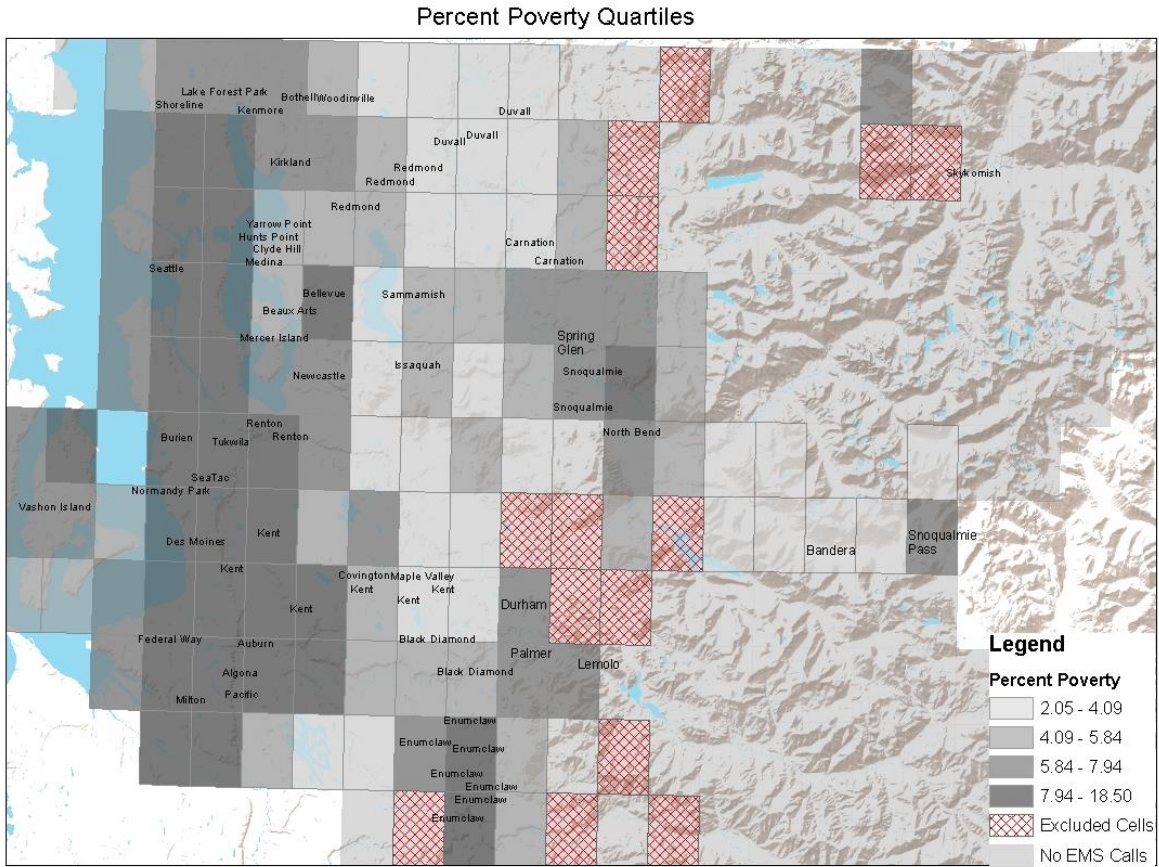 Percent Poverty Quartiles
Lake Forest Park
Shoreline
Kenmore
Bothell
Woodinville
Duvall
Duvall
Duvall
Kirkland
Redmond
Redmond
Skykomish
Redmond
Yarrow Point
Hunts Point
Clyde Hill
Medina
Carnation
Carnation
Seattle
Bellevue
Sammamish
Beaux Arts
Mercer Island
Spring
Glen
Issaquah
Newcastle
Snoqualmie
Snoqualmie
Renton
Burien
Tukwila
Renton
North Bend
SeaTac
Normandy Park
Vashon Island
Kent
Des Moines
Snoqualmie
Pass
Bandera
Kent
Covington
Maple Valley
Kent
Kent
Kent
Kent
Durham
Federal Way
Auburn
Black Diamond
Palmer
Lemolo
Algona
Black Diamond
Milton
Pacific
Enumclaw
Enumclaw
Enumclaw
Enumclaw
Enumclaw
Enumclaw
Enumclaw
Legend
Percent Poverty
2.05 - 4.09
4.09 - 5.84
5.84 - 7.94
7.94 - 18.50
Excluded Cells
No EMS Calls